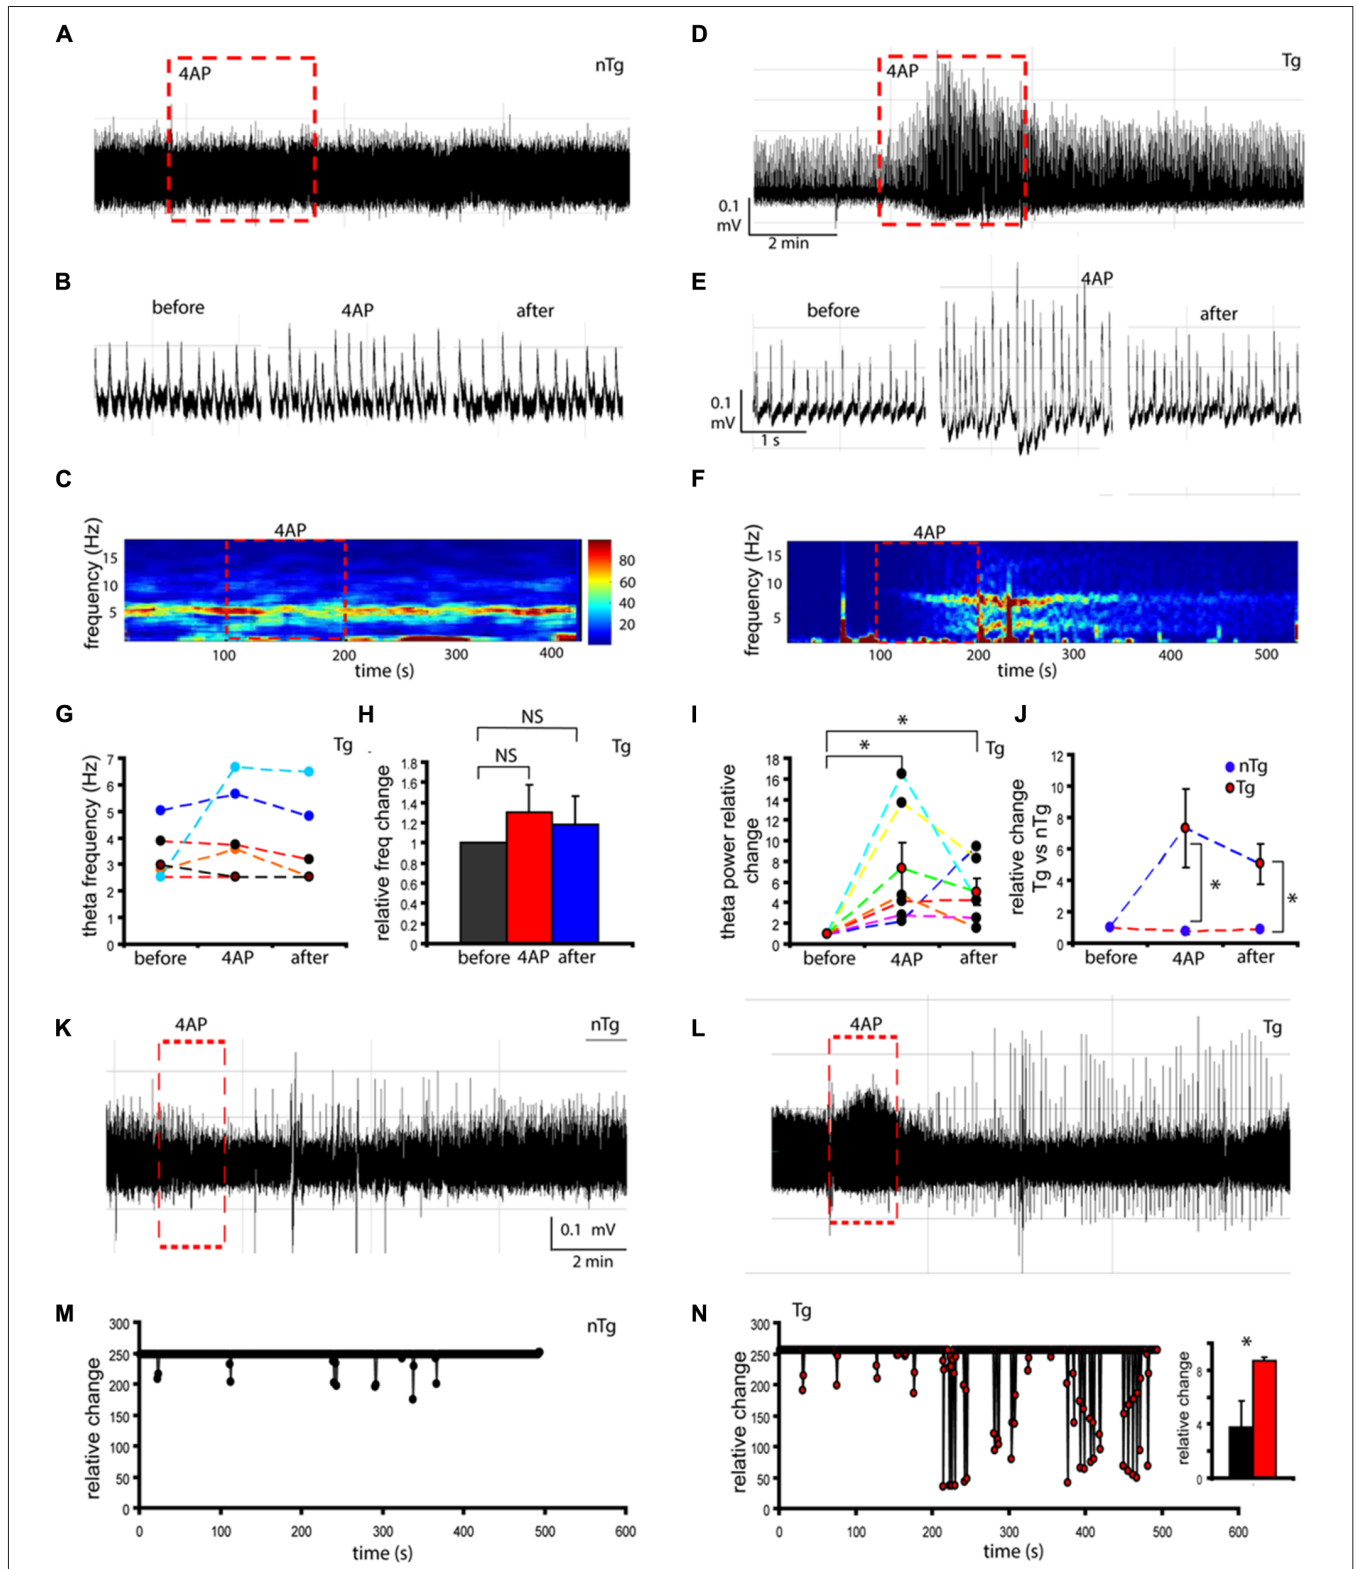 A
4AP
nTg
D
4AP
Tg
0.1
mV
2 min
B
before
4AP
after
E
before
4AP
after
0.1
mV
1 s
C
4AP
frequency (Hz)
15
10
5
80
60
40
20
100 200 300 400
time (s)
F
4AP
frequency (Hz)
15
10
5
100 200 300 400 500
time (s)
G
Tg
theta frequency (Hz)
7
6
5
4
3
2
1
0
before 4AP after
H
NS
NS
Tg
relative freq change
1.8
1.6
1.4
1.2
1
0.8
0.6
0.4
0.2
0
before 4AP after
I
*
*
Tg
theta power relative
change
18
16
14
12
10
8
6
4
2
0
before 4AP after
J
nTg
Tg
relative change
Tg vs nTg
12
10
8
6
4
2
0
*
*
before 4AP after
K
4AP
nTg
0.1 mV
2 min
L
4AP
Tg
M
nTg
relative change
300
250
200
150
100
50
0
0 100 200 300 400 500 600
time (s)
N
Tg
relative change
300
250
200
150
100
50
0
0 100 200 300 400 500 600
time (s)
*
relative change
8
4
0